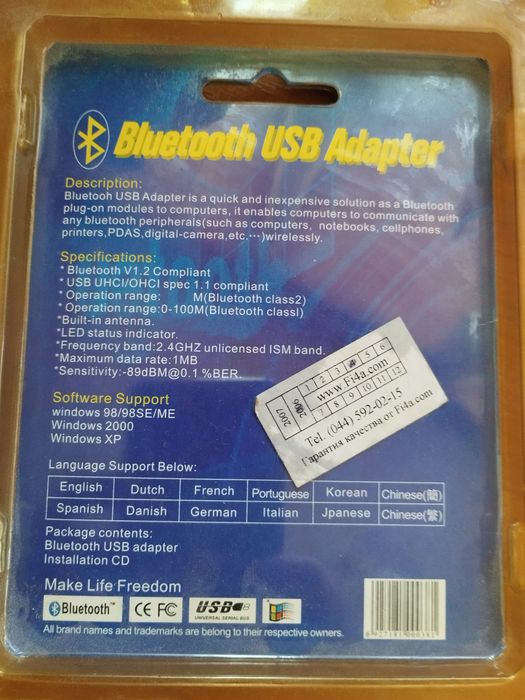 Bluetooth USB Adapter
Description:
Bluetooh USB Adapter is a quick and inexpensive solution as a Bluetooth
plug-on modules to computers, it enables computers to communicate with
any bluetooth peripherals(such as computers, notebooks, cellphones,
printers,PDAS,digital-camera,etc.…)wirelessly.
Specifications:
* Bluetooth V1.2 Compliant
* USB UHCI/OHCI spec 1.1 compliant
* Operation range: M(Bluetooth class2)
* Operation range:0-100M(Bluetooth classI)
*Built-in antenna.
*LED status indicator.
*Frequency band:2.4GHZ unlicensed ISM band.
*Maximum data rate:1MB
*Sensitivity:-89dBM@0.1 %BER.
2007 2006 1 2 3 4 5 6
7 8 9 10 11 12
www.Fi4a.com
Tel. (044) 592-02-15
Гарантия качества от Fi4a.com
Software Support
windows 98/98SE/ME
Windows 2000
Windows XP
Language Support Below:
English Dutch French Portuguese Korean Chinese(簡)
Spanish Danish German Italian Jpanese Chinese(繁)
Package contents:
Bluetooth USB adapter
Installation CD
Make Life Freedom
Bluetooth™ CE FC USB
UNIVERSAL SERIAL BUS
All brand names and trademarks are belong to their respective owners.